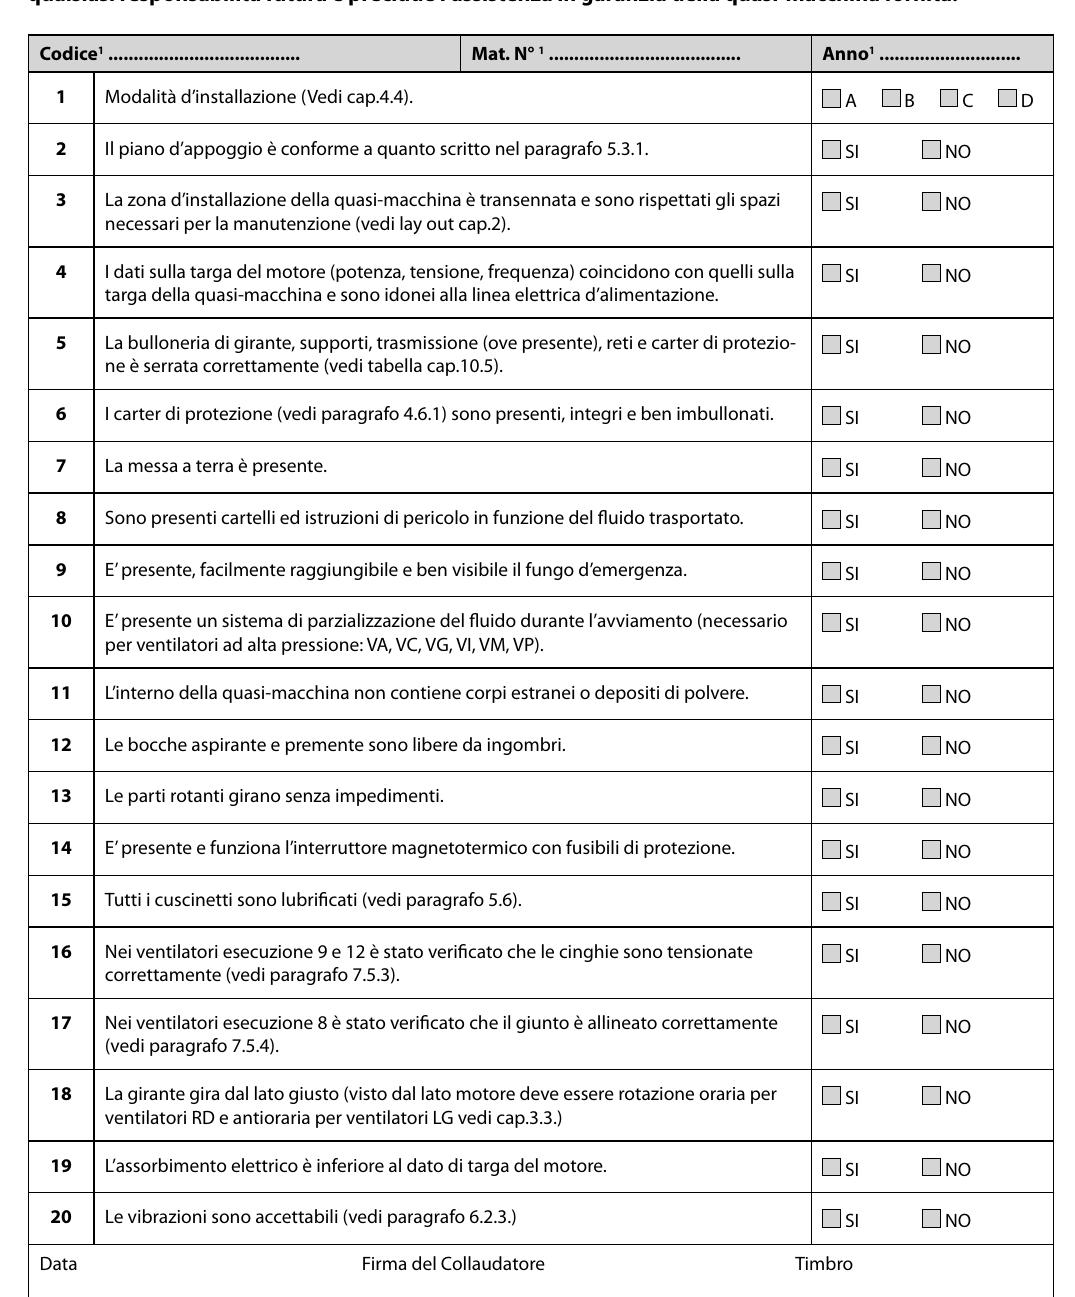 qualsiasi responsabilità futura e preclude l'assistenza in garanzia della quasi-macchina fornita.
Codice¹ ...................................... Mat. N° ¹ ...................................... Anno¹ ............................
1 Modalità d'installazione (Vedi cap.4.4). A B C D
2 Il piano d'appoggio è conforme a quanto scritto nel paragrafo 5.3.1. SI NO
3 La zona d'installazione della quasi-macchina è transennata e sono rispettati gli spazi SI NO
necessari per la manutenzione (vedi lay out cap.2).
4 I dati sulla targa del motore (potenza, tensione, frequenza) coincidono con quelli sulla SI NO
targa della quasi-macchina e sono idonei alla linea elettrica d'alimentazione.
5 La bulloneria di girante, supporti, trasmissione (ove presente), reti e carter di protezio- SI NO
ne è serrata correttamente (vedi tabella cap.10.5).
6 I carter di protezione (vedi paragrafo 4.6.1) sono presenti, integri e ben imbullonati. SI NO
7 La messa a terra è presente. SI NO
8 Sono presenti cartelli ed istruzioni di pericolo in funzione del fluido trasportato. SI NO
9 E' presente, facilmente raggiungibile e ben visibile il fungo d'emergenza. SI NO
10 E' presente un sistema di parzializzazione del fluido durante l'avviamento (necessario SI NO
per ventilatori ad alta pressione: VA, VC, VG, VI, VM, VP).
11 L'interno della quasi-macchina non contiene corpi estranei o depositi di polvere. SI NO
12 Le bocche aspirante e premente sono libere da ingombri. SI NO
13 Le parti rotanti girano senza impedimenti. SI NO
14 E' presente e funziona l'interruttore magnetotermico con fusibili di protezione. SI NO
15 Tutti i cuscinetti sono lubrificati (vedi paragrafo 5.6). SI NO
16 Nei ventilatori esecuzione 9 e 12 è stato verificato che le cinghie sono tensionate SI NO
correttamente (vedi paragrafo 7.5.3).
17 Nei ventilatori esecuzione 8 è stato verificato che il giunto è allineato correttamente SI NO
(vedi paragrafo 7.5.4).
18 La girante gira dal lato giusto (visto dal lato motore deve essere rotazione oraria per SI NO
ventilatori RD e antioraria per ventilatori LG vedi cap.3.3.)
19 L'assorbimento elettrico è inferiore al dato di targa del motore. SI NO
20 Le vibrazioni sono accettabili (vedi paragrafo 6.2.3.) SI NO
Data Firma del Collaudatore Timbro